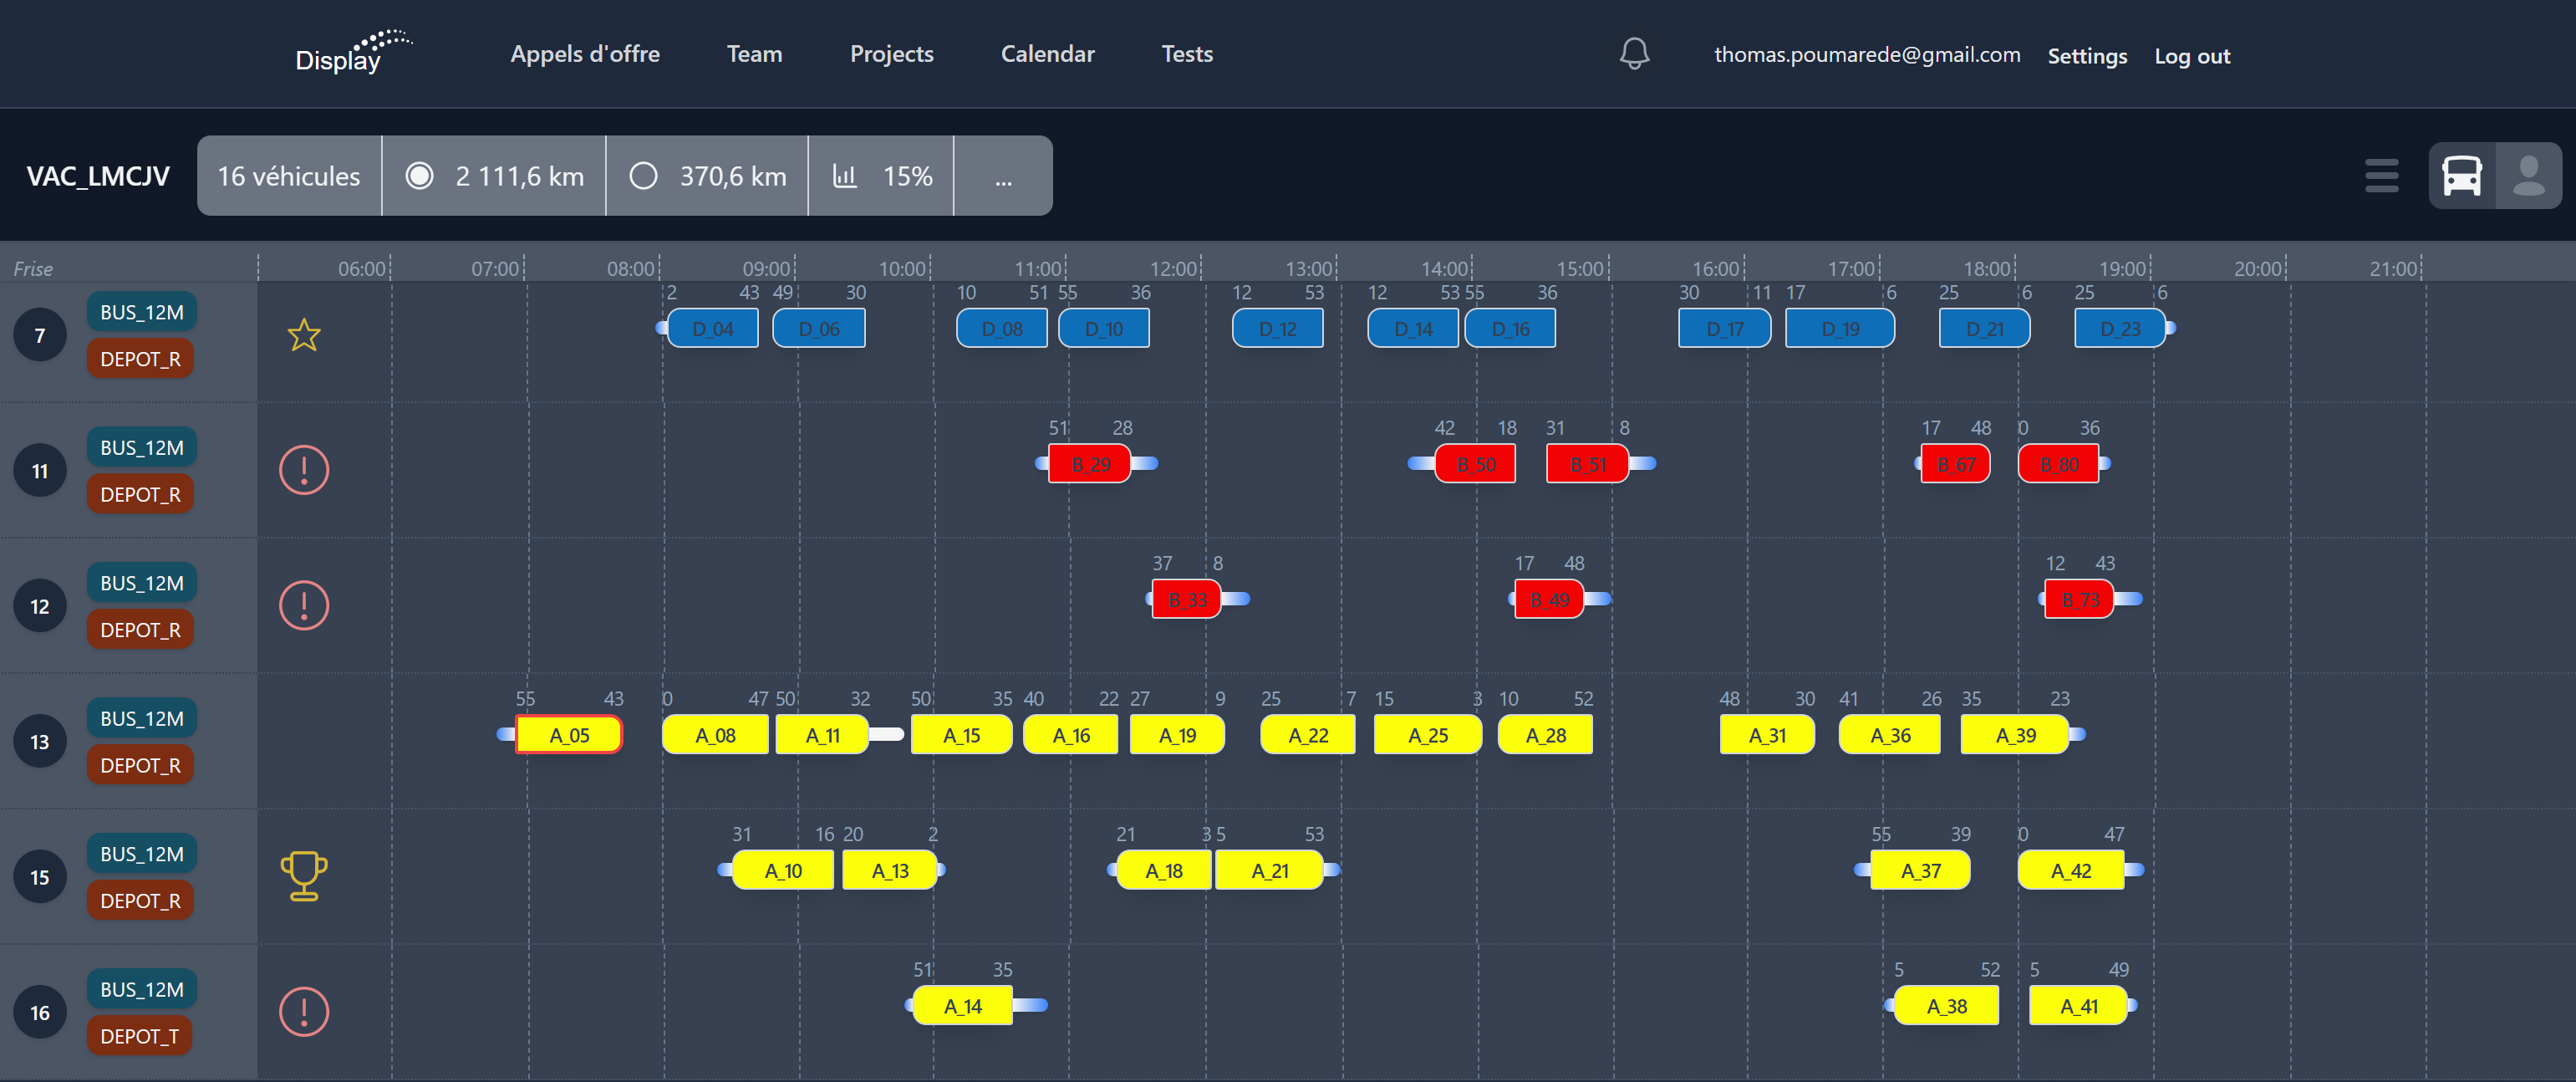 Display Appels d'offre Team Projects Calendar Tests thomas.poumarede@gmail.com Settings Log out
VAC_LMCJV 16 véhicules 2 111,6 km 370,6 km 15% ...
Frise 06:00 07:00 08:00 09:00 10:00 11:00 12:00 13:00 14:00 15:00 16:00 17:00 18:00 19:00 20:00 21:00
2 43 49 30 10 51 55 36 12 53 12 53 55 36 30 11 17 6 25 6 25 6
7 BUS_12M DEPOT_R D_04 D_06 D_08 D_10 D_12 D_14 D_16 D_17 D_19 D_21 D_23
51 28 42 18 31 8 17 48 0 36
11 BUS_12M DEPOT_R B_29 B_50 B_51 B_67 B_80
37 8 17 48 12 43
12 BUS_12M DEPOT_R B_33 B_49 B_73
55 43 0 47 50 32 50 35 40 22 27 9 25 7 15 3 10 52 48 30 41 26 35 23
13 BUS_12M DEPOT_R A_05 A_08 A_11 A_15 A_16 A_19 A_22 A_25 A_28 A_31 A_36 A_39
31 16 20 2 21 3 5 53 55 39 0 47
15 BUS_12M DEPOT_R A_10 A_13 A_18 A_21 A_37 A_42
51 35 5 52 5 49
16 BUS_12M DEPOT_T A_14 A_38 A_41